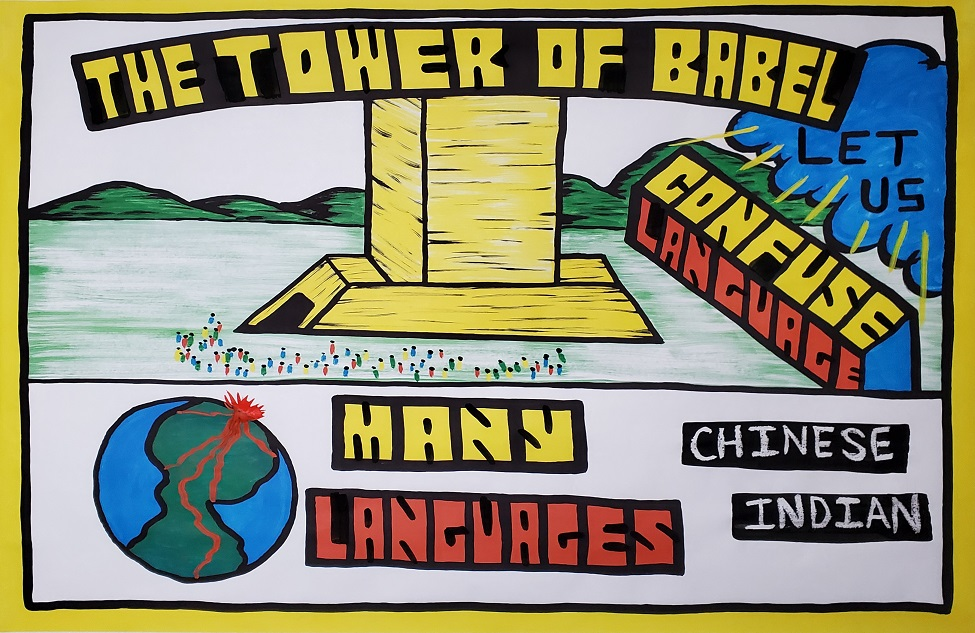 THE TOWER OF BABEL
LET
US
CONFUSE
LANGUAGE
MANY
LANGUAGES
CHINESE
INDIAN